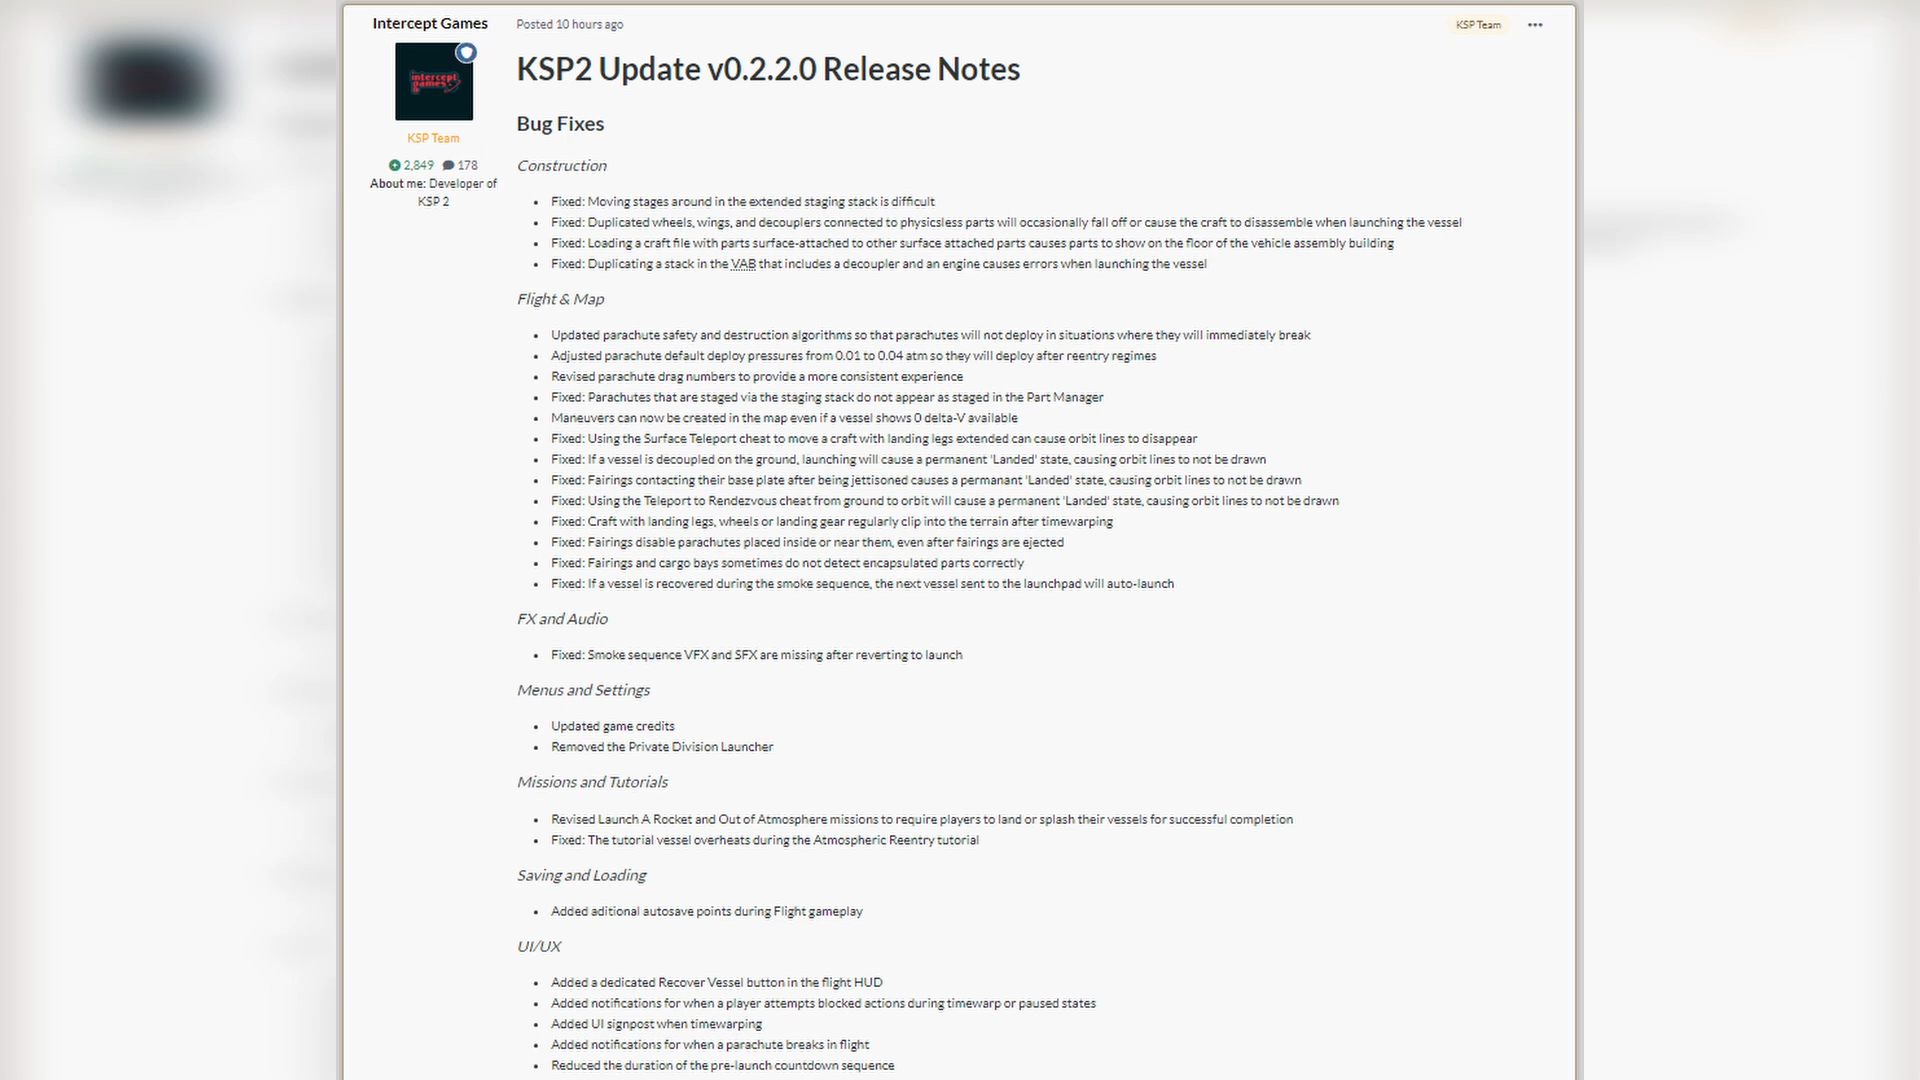 Intercept Games
Posted 10 hours ago
KSP Team
KSP2 Update v0.2.2.0 Release Notes
intercept
games
KSP Team
2,849 178
About me: Developer of
KSP 2
Bug Fixes
Construction
• Fixed: Moving stages around in the extended staging stack is difficult
• Fixed: Duplicated wheels, wings, and decouplers connected to physicsless parts will occasionally fall off or cause the craft to disassemble when launching the vessel
• Fixed: Loading a craft file with parts surface-attached to other surface attached parts causes parts to show on the floor of the vehicle assembly building
• Fixed: Duplicating a stack in the VAB that includes a decoupler and an engine causes errors when launching the vessel
Flight & Map
• Updated parachute safety and destruction algorithms so that parachutes will not deploy in situations where they will immediately break
• Adjusted parachute default deploy pressures from 0.01 to 0.04 atm so they will deploy after reentry regimes
• Revised parachute drag numbers to provide a more consistent experience
• Fixed: Parachutes that are staged via the staging stack do not appear as staged in the Part Manager
• Maneuvers can now be created in the map even if a vessel shows 0 delta-V available
• Fixed: Using the Surface Teleport cheat to move a craft with landing legs extended can cause orbit lines to disappear
• Fixed: If a vessel is decoupled on the ground, launching will cause a permanent 'Landed' state, causing orbit lines to not be drawn
• Fixed: Fairings contacting their base plate after being jettisoned causes a permanant 'Landed' state, causing orbit lines to not be drawn
• Fixed: Using the Teleport to Rendezvous cheat from ground to orbit will cause a permanent 'Landed' state, causing orbit lines to not be drawn
• Fixed: Craft with landing legs, wheels or landing gear regularly clip into the terrain after timewarping
• Fixed: Fairings disable parachutes placed inside or near them, even after fairings are ejected
• Fixed: Fairings and cargo bays sometimes do not detect encapsulated parts correctly
• Fixed: If a vessel is recovered during the smoke sequence, the next vessel sent to the launchpad will auto-launch
FX and Audio
• Fixed: Smoke sequence VFX and SFX are missing after reverting to launch
Menus and Settings
• Updated game credits
• Removed the Private Division Launcher
Missions and Tutorials
• Revised Launch A Rocket and Out of Atmosphere missions to require players to land or splash their vessels for successful completion
• Fixed: The tutorial vessel overheats during the Atmospheric Reentry tutorial
Saving and Loading
• Added aditional autosave points during Flight gameplay
UI/UX
• Added a dedicated Recover Vessel button in the flight HUD
• Added notifications for when a player attempts blocked actions during timewarp or paused states
• Added UI signpost when timewarping
• Added notifications for when a parachute breaks in flight
• Reduced the duration of the pre-launch countdown sequence